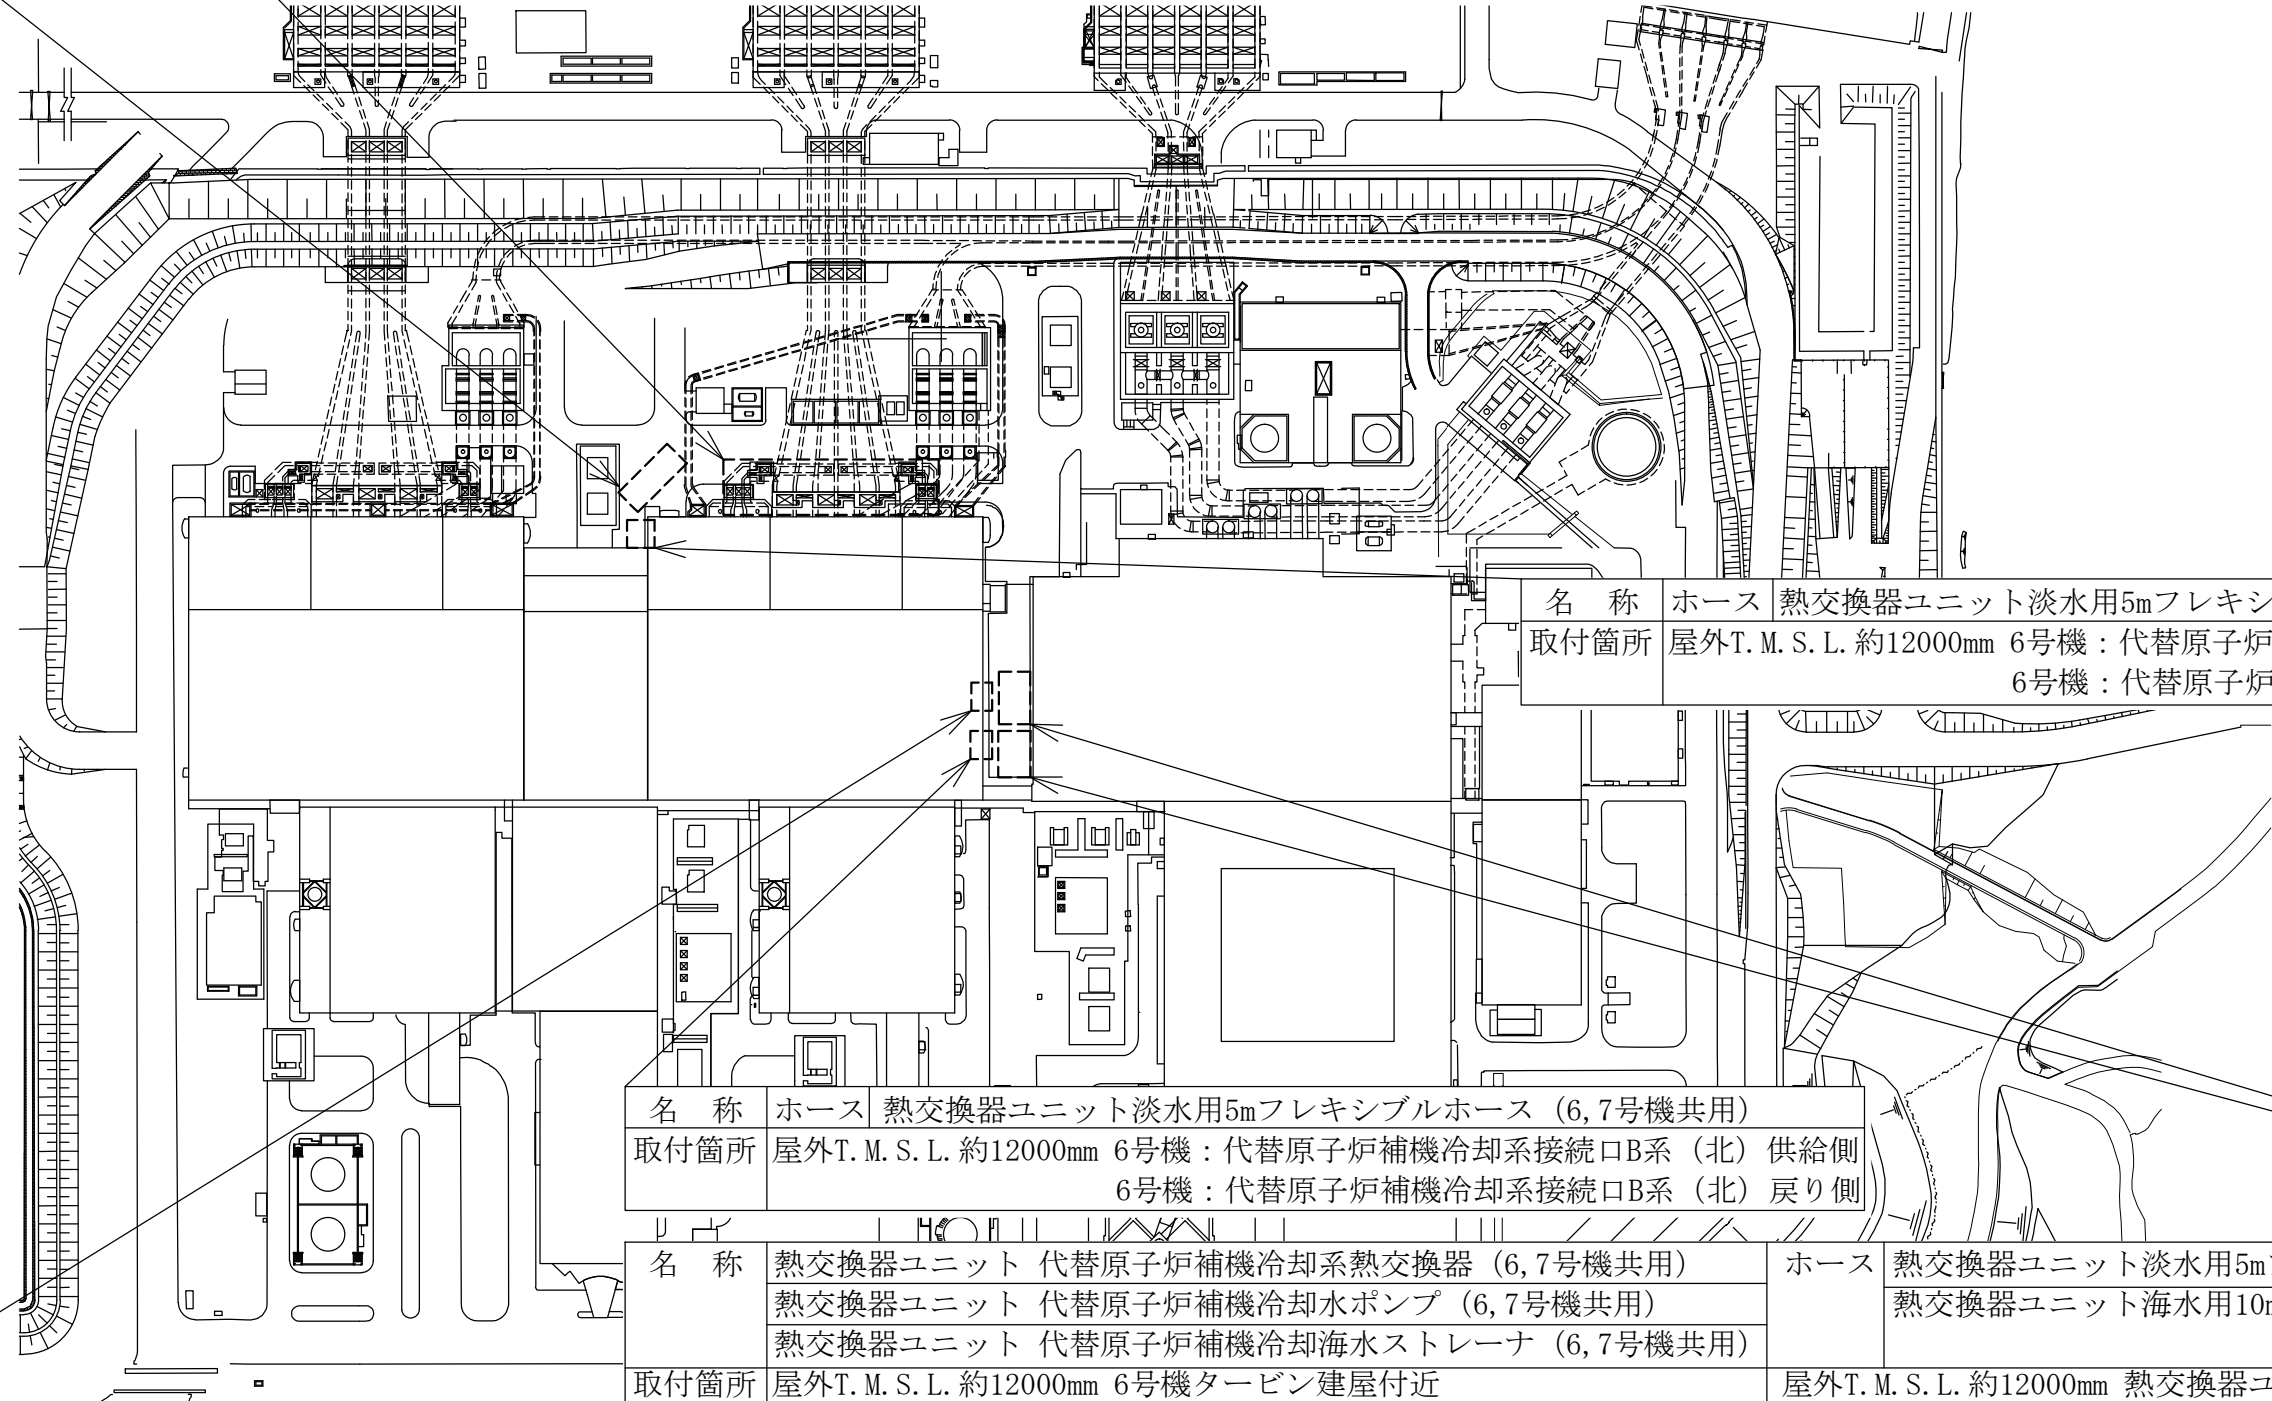 名　称 ホース 熱交換器ユニット淡水用5mフレキシ
取付箇所 屋外T.M.S.L.約12000mm 6号機：代替原子炉
6号機：代替原子炉
名　称 ホース 熱交換器ユニット淡水用5mフレキシブルホース（6,7号機共用）
取付箇所 屋外T.M.S.L.約12000mm 6号機：代替原子炉補機冷却系接続口B系（北）供給側
6号機：代替原子炉補機冷却系接続口B系（北）戻り側
名　称 熱交換器ユニット 代替原子炉補機冷却系熱交換器（6,7号機共用） ホース 熱交換器ユニット淡水用5m
熱交換器ユニット 代替原子炉補機冷却水ポンプ（6,7号機共用） 熱交換器ユニット海水用10m
熱交換器ユニット 代替原子炉補機冷却海水ストレーナ（6,7号機共用）
取付箇所 屋外T.M.S.L.約12000mm 6号機タービン建屋付近 屋外T.M.S.L.約12000mm 熱交換器ユ